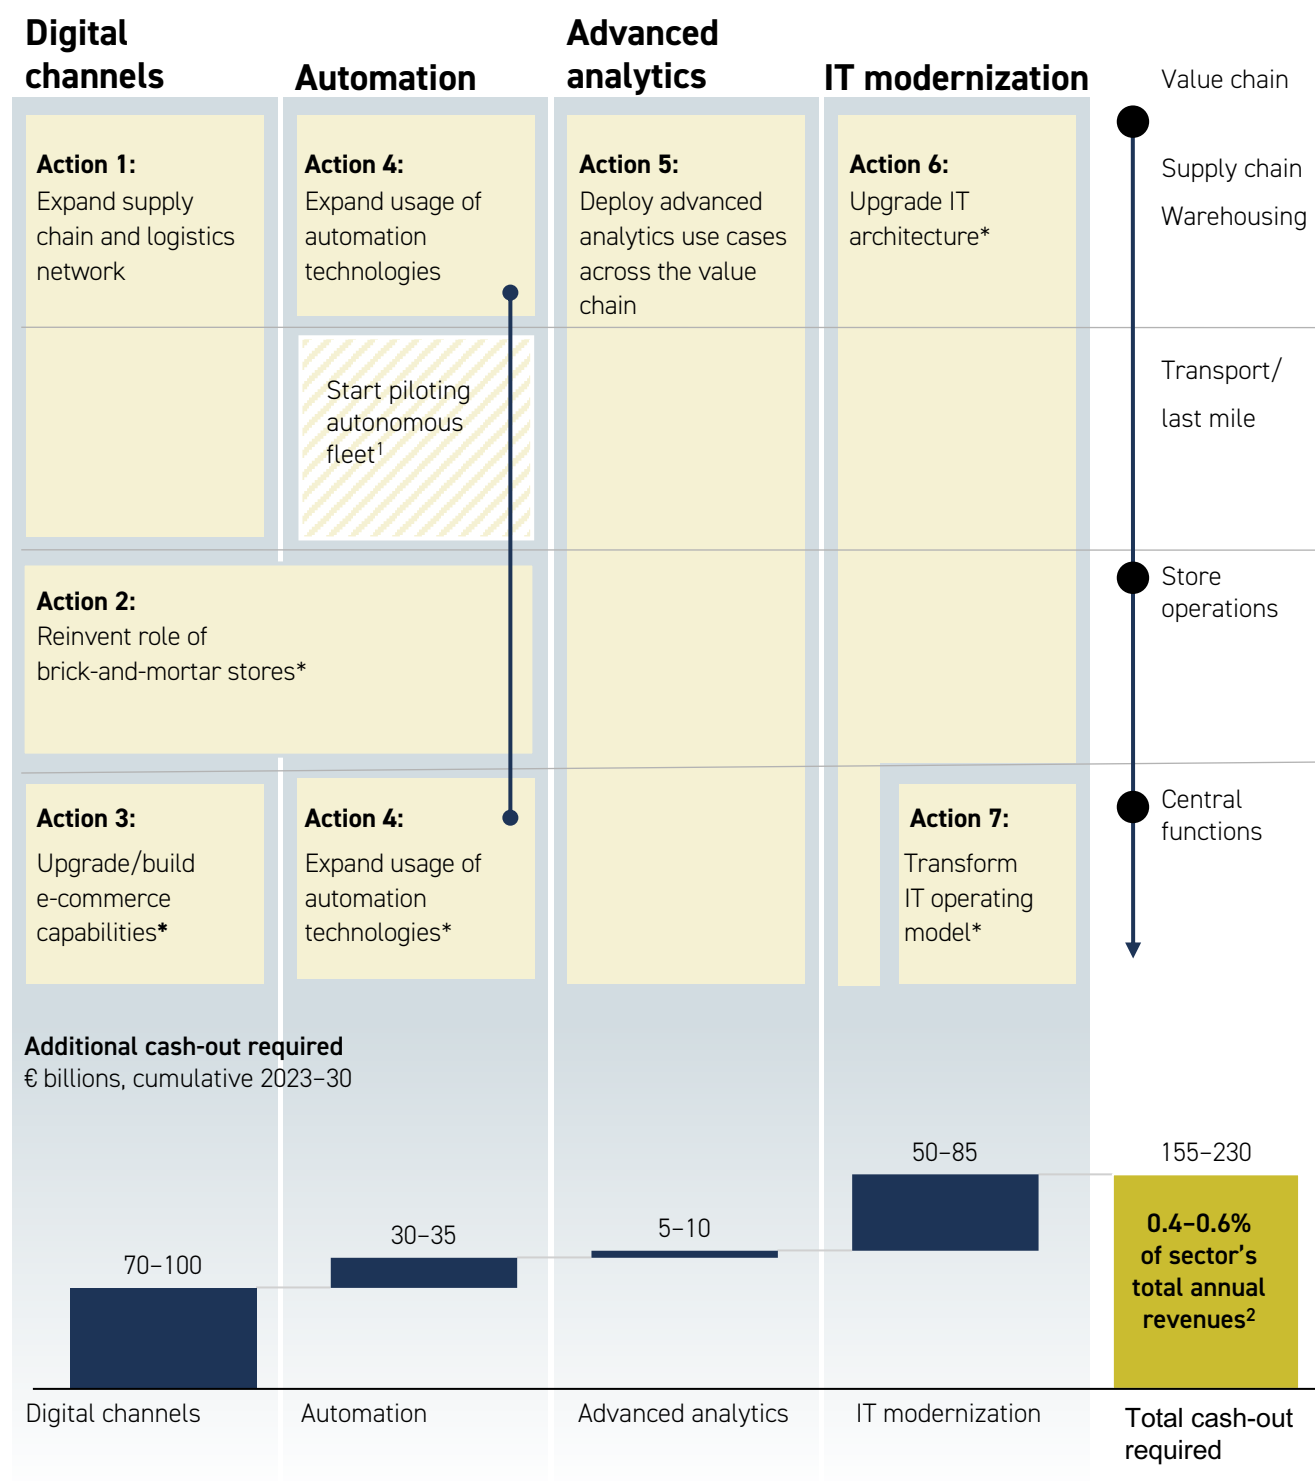 Digital
channels
Automation
Advanced
analytics
IT modernization
Value chain
Action 1:
Expand supply
chain and logistics
network
Action 4:
Expand usage of
automation
technologies
Action 5:
Deploy advanced
analytics use cases
across the value
chain
Action 6:
Upgrade IT
architecture*
Supply chain
Warehousing
Start piloting
autonomous
fleet1
Transport/
last mile
Action 2:
Reinvent role of
brick-and-mortar stores*
Store
operations
Action 3:
Upgrade/build
e-commerce
capabilities*
Action 4:
Expand usage of
automation
technologies*
Action 7:
Transform
IT operating
model*
Central
functions
Additional cash-out required
€ billions, cumulative 2023–30
70–100
30–35
5–10
50–85
155–230
0.4–0.6%
of sector's
total annual
revenues2
Digital channels
Automation
Advanced analytics
IT modernization
Total cash-out
required